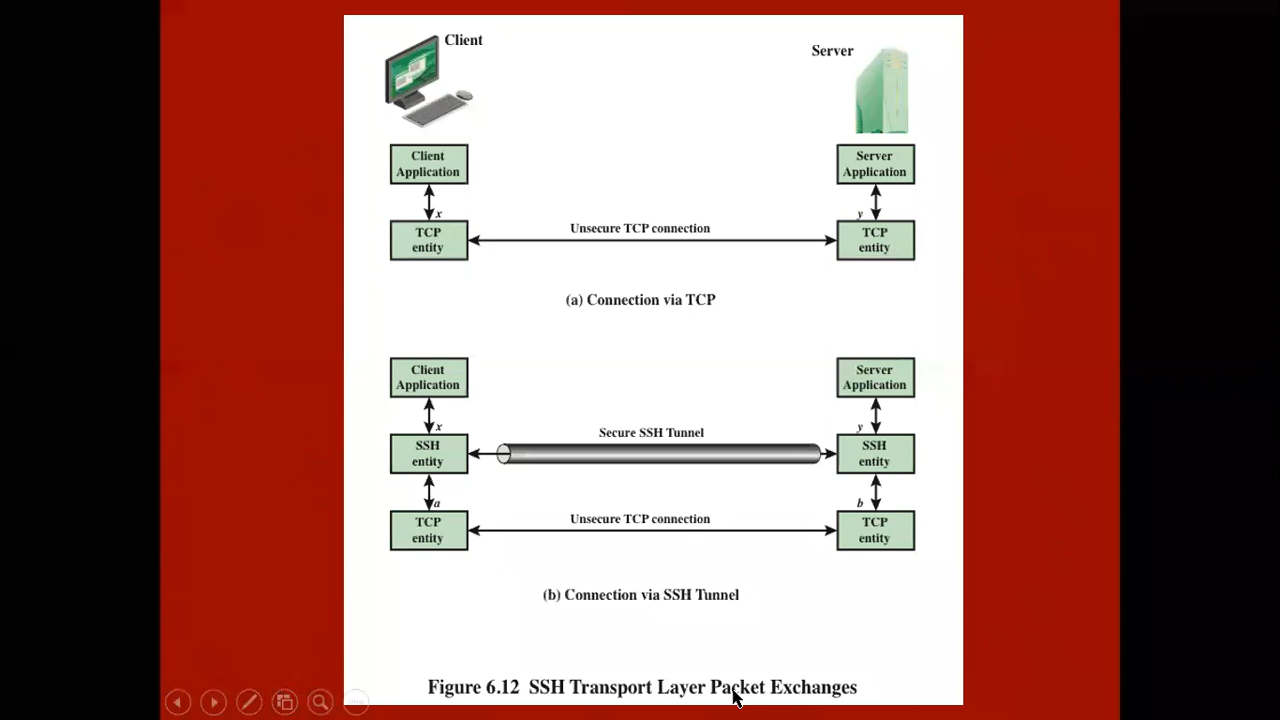 Client
Server
Client
Application
Server
Application
x
y
TCP
entity
Unsecure TCP connection
TCP
entity
(a) Connection via TCP
Client
Application
Server
Application
x
y
SSH
entity
Secure SSH Tunnel
SSH
entity
a
b
TCP
entity
Unsecure TCP connection
TCP
entity
(b) Connection via SSH Tunnel
Figure 6.12 SSH Transport Layer Packet Exchanges